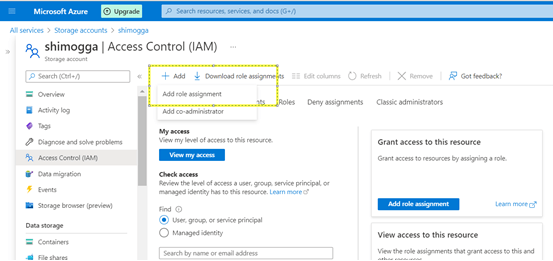 Microsoft Azure
Upgrade
Search resources, services, and docs (G+/)
All services > Storage accounts > shimogga
shimogga | Access Control (IAM) ...
Storage account
Search (Ctrl+/)
Add
Download role assignments
Edit columns
Refresh
Remove
Got feedback?
Overview
Activity log
Tags
Diagnose and solve problems
Access Control (IAM)
Data migration
Events
Storage browser (preview)
Data storage
Containers
File shares
Add role assignment
Add co-administrator
Roles
Deny assignments
Classic administrators
My access
View my level of access to this resource.
View my access
Check access
Review the level of access a user, group, service principal, or
managed identity has to this resource. Learn more
Find
User, group, or service principal
Managed identity
Search by name or email address
Grant access to this resource
Grant access to resources by assigning a role.
Add role assignment
Learn more
View access to this resource
View the role assignments that grant access to this and